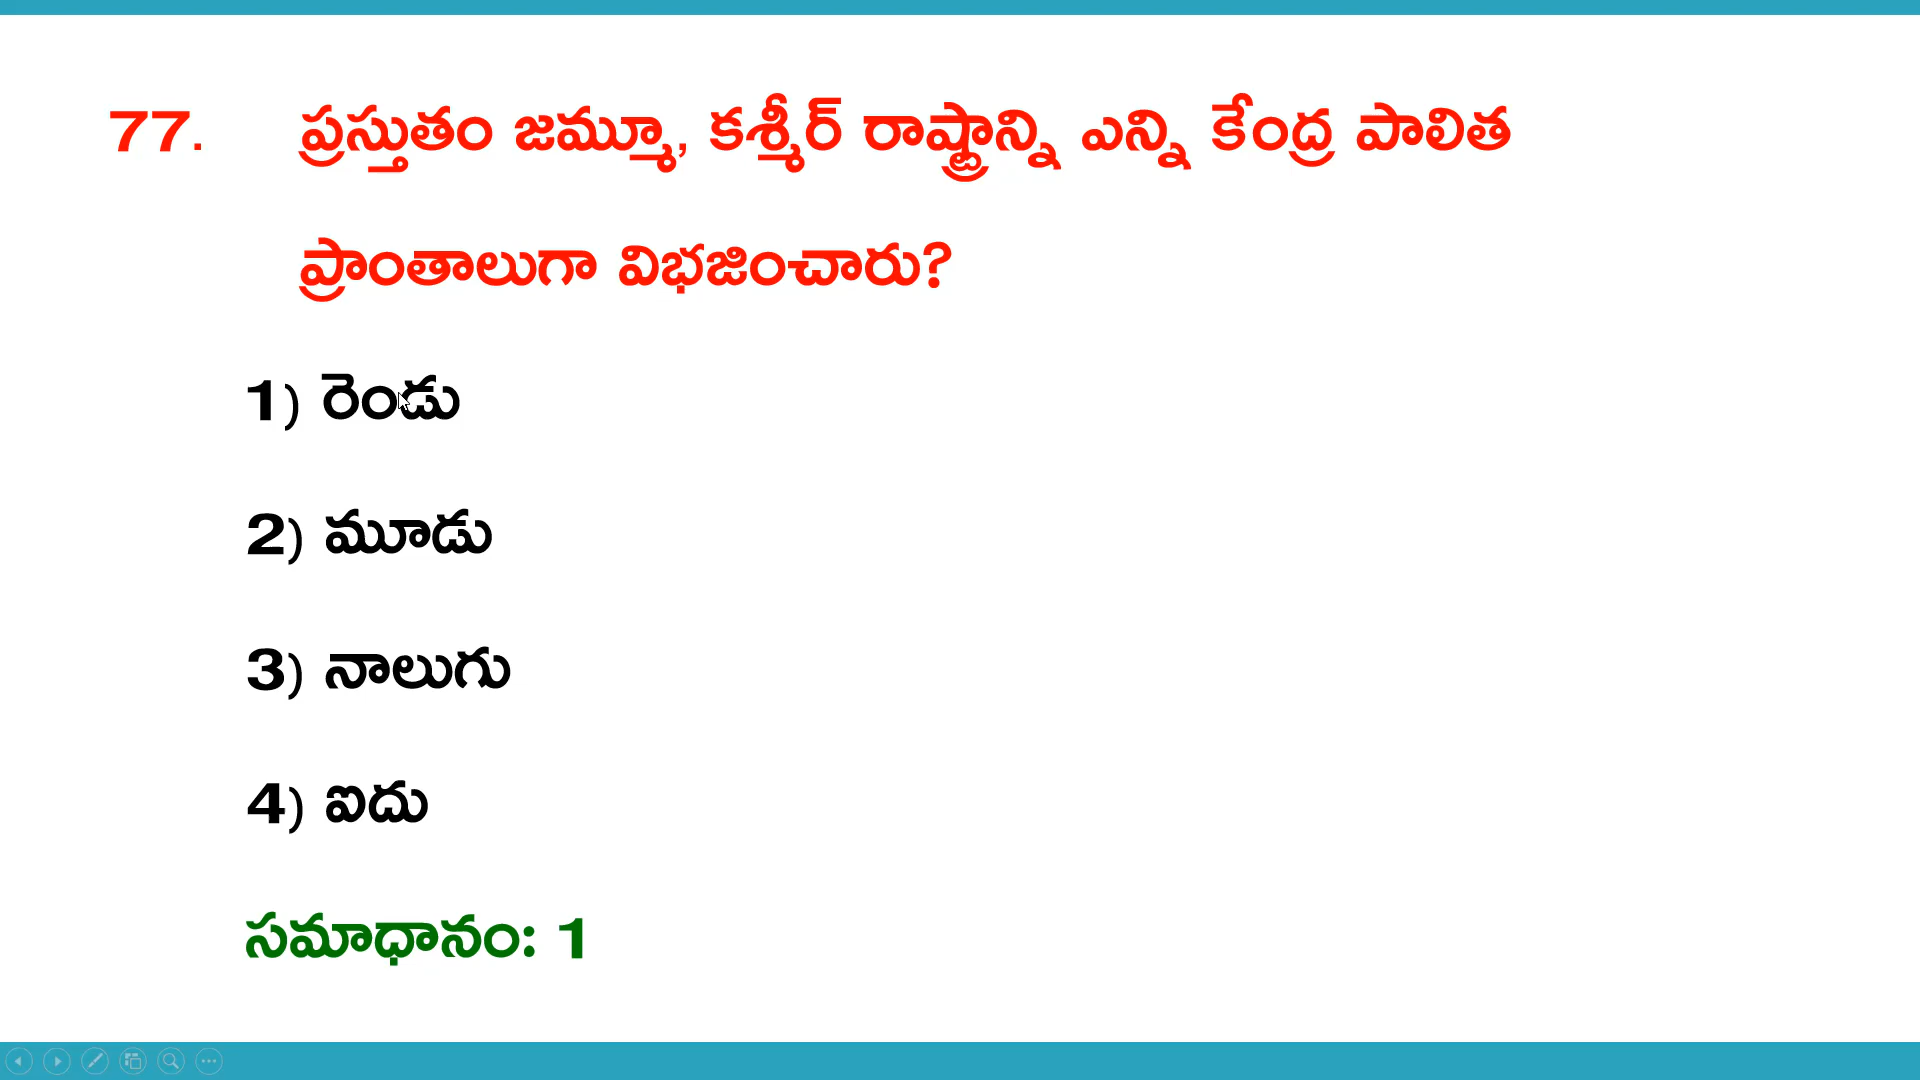 77. ప్రస్తుతం జమ్మూ, కశ్మీర్ రాష్ట్రాన్ని ఎన్ని కేంద్ర పాలిత
ప్రాంతాలుగా విభజించారు?
1) రెండు
2) మూడు
3) నాలుగు
4) ఐదు
సమాధానం: 1